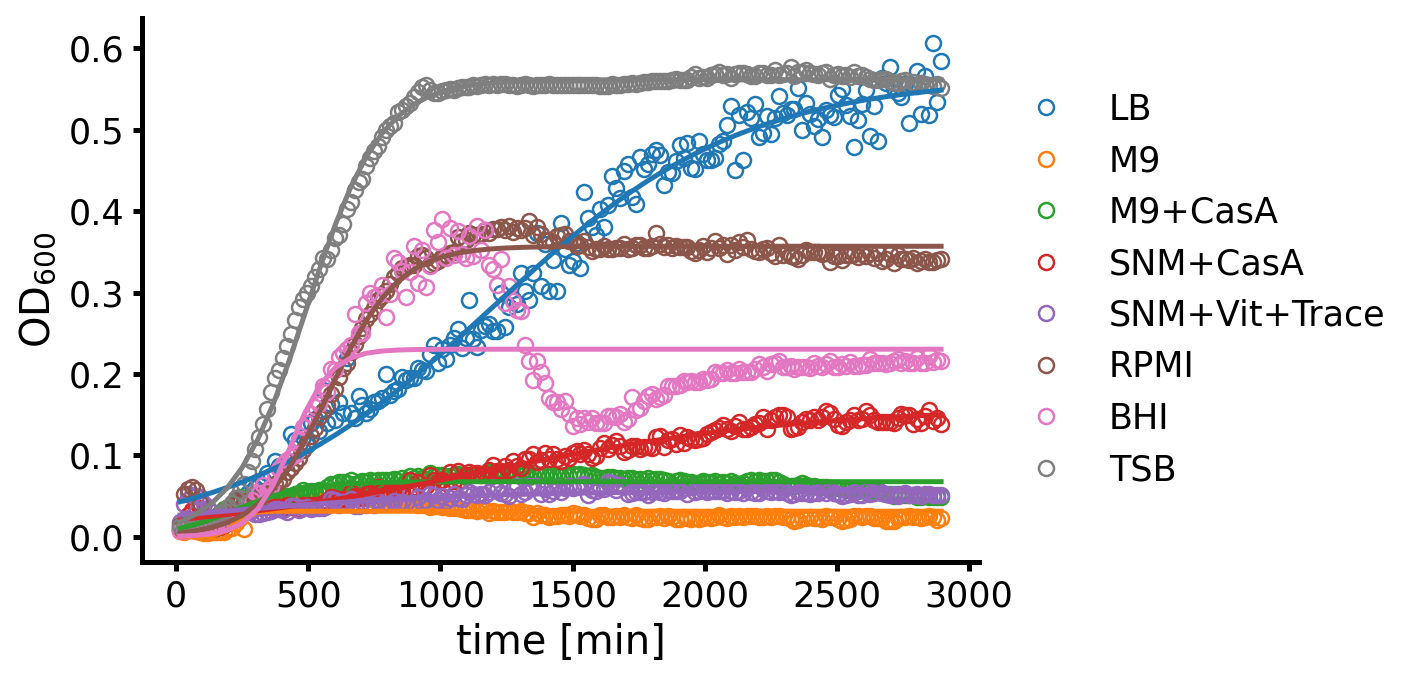 OD600
0.6
0.5
0.4
0.3
0.2
0.1
0.0
0 500 1000 1500 2000 2500 3000
time [min]
LB
M9
M9+CasA
SNM+CasA
SNM+Vit+Trace
RPMI
BHI
TSB